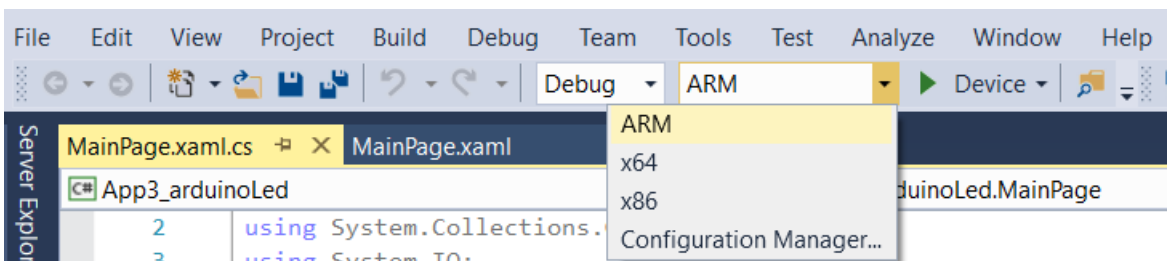 File Edit View Project Build Debug Team Tools Test Analyze Window Help
Debug ARM Device
MainPage.xaml.cs MainPage.xaml
ARM
x64
x86
Configuration Manager...
C# App3_arduinoLed duinoLed.MainPage
2 using System.Collections.
3 using System.IO;
Server Explor